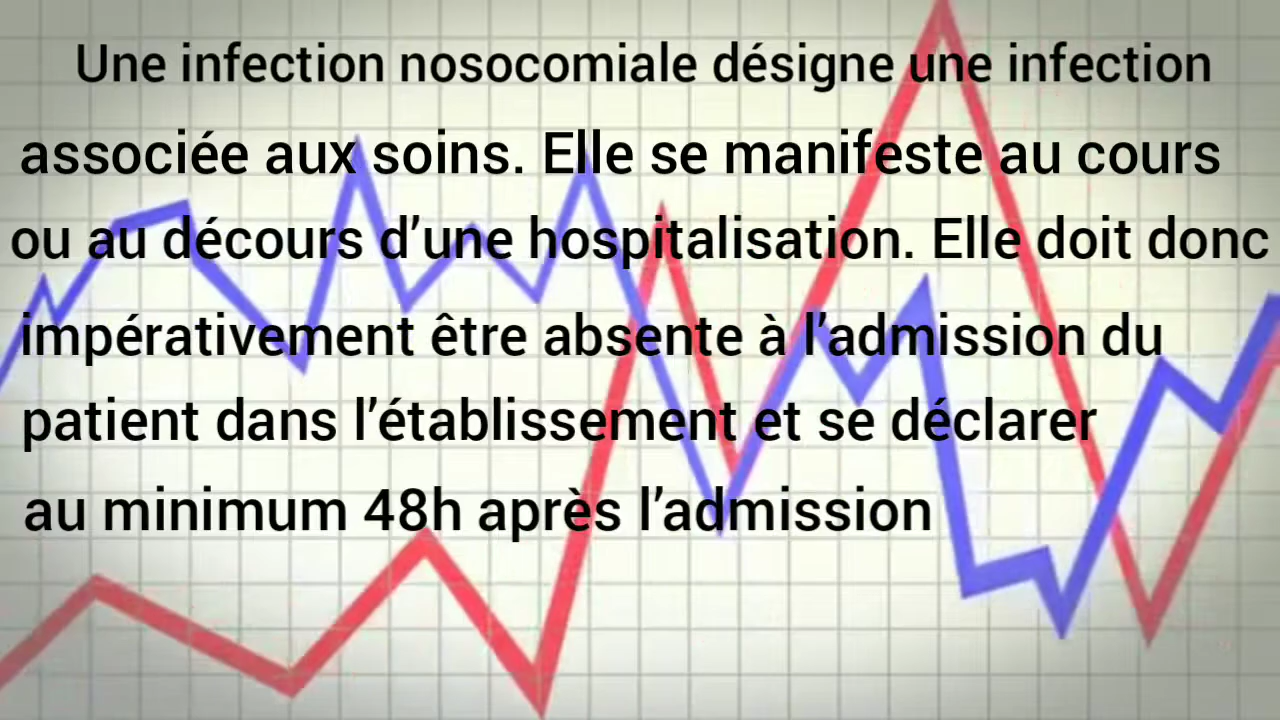 Une infection nosocomiale désigne une infection
associée aux soins. Elle se manifeste au cours
ou au décours d’une hospitalisation. Elle doit donc
impérativement être absente à l’admission du
patient dans l’établissement et se déclarer
au minimum 48h après l’admission